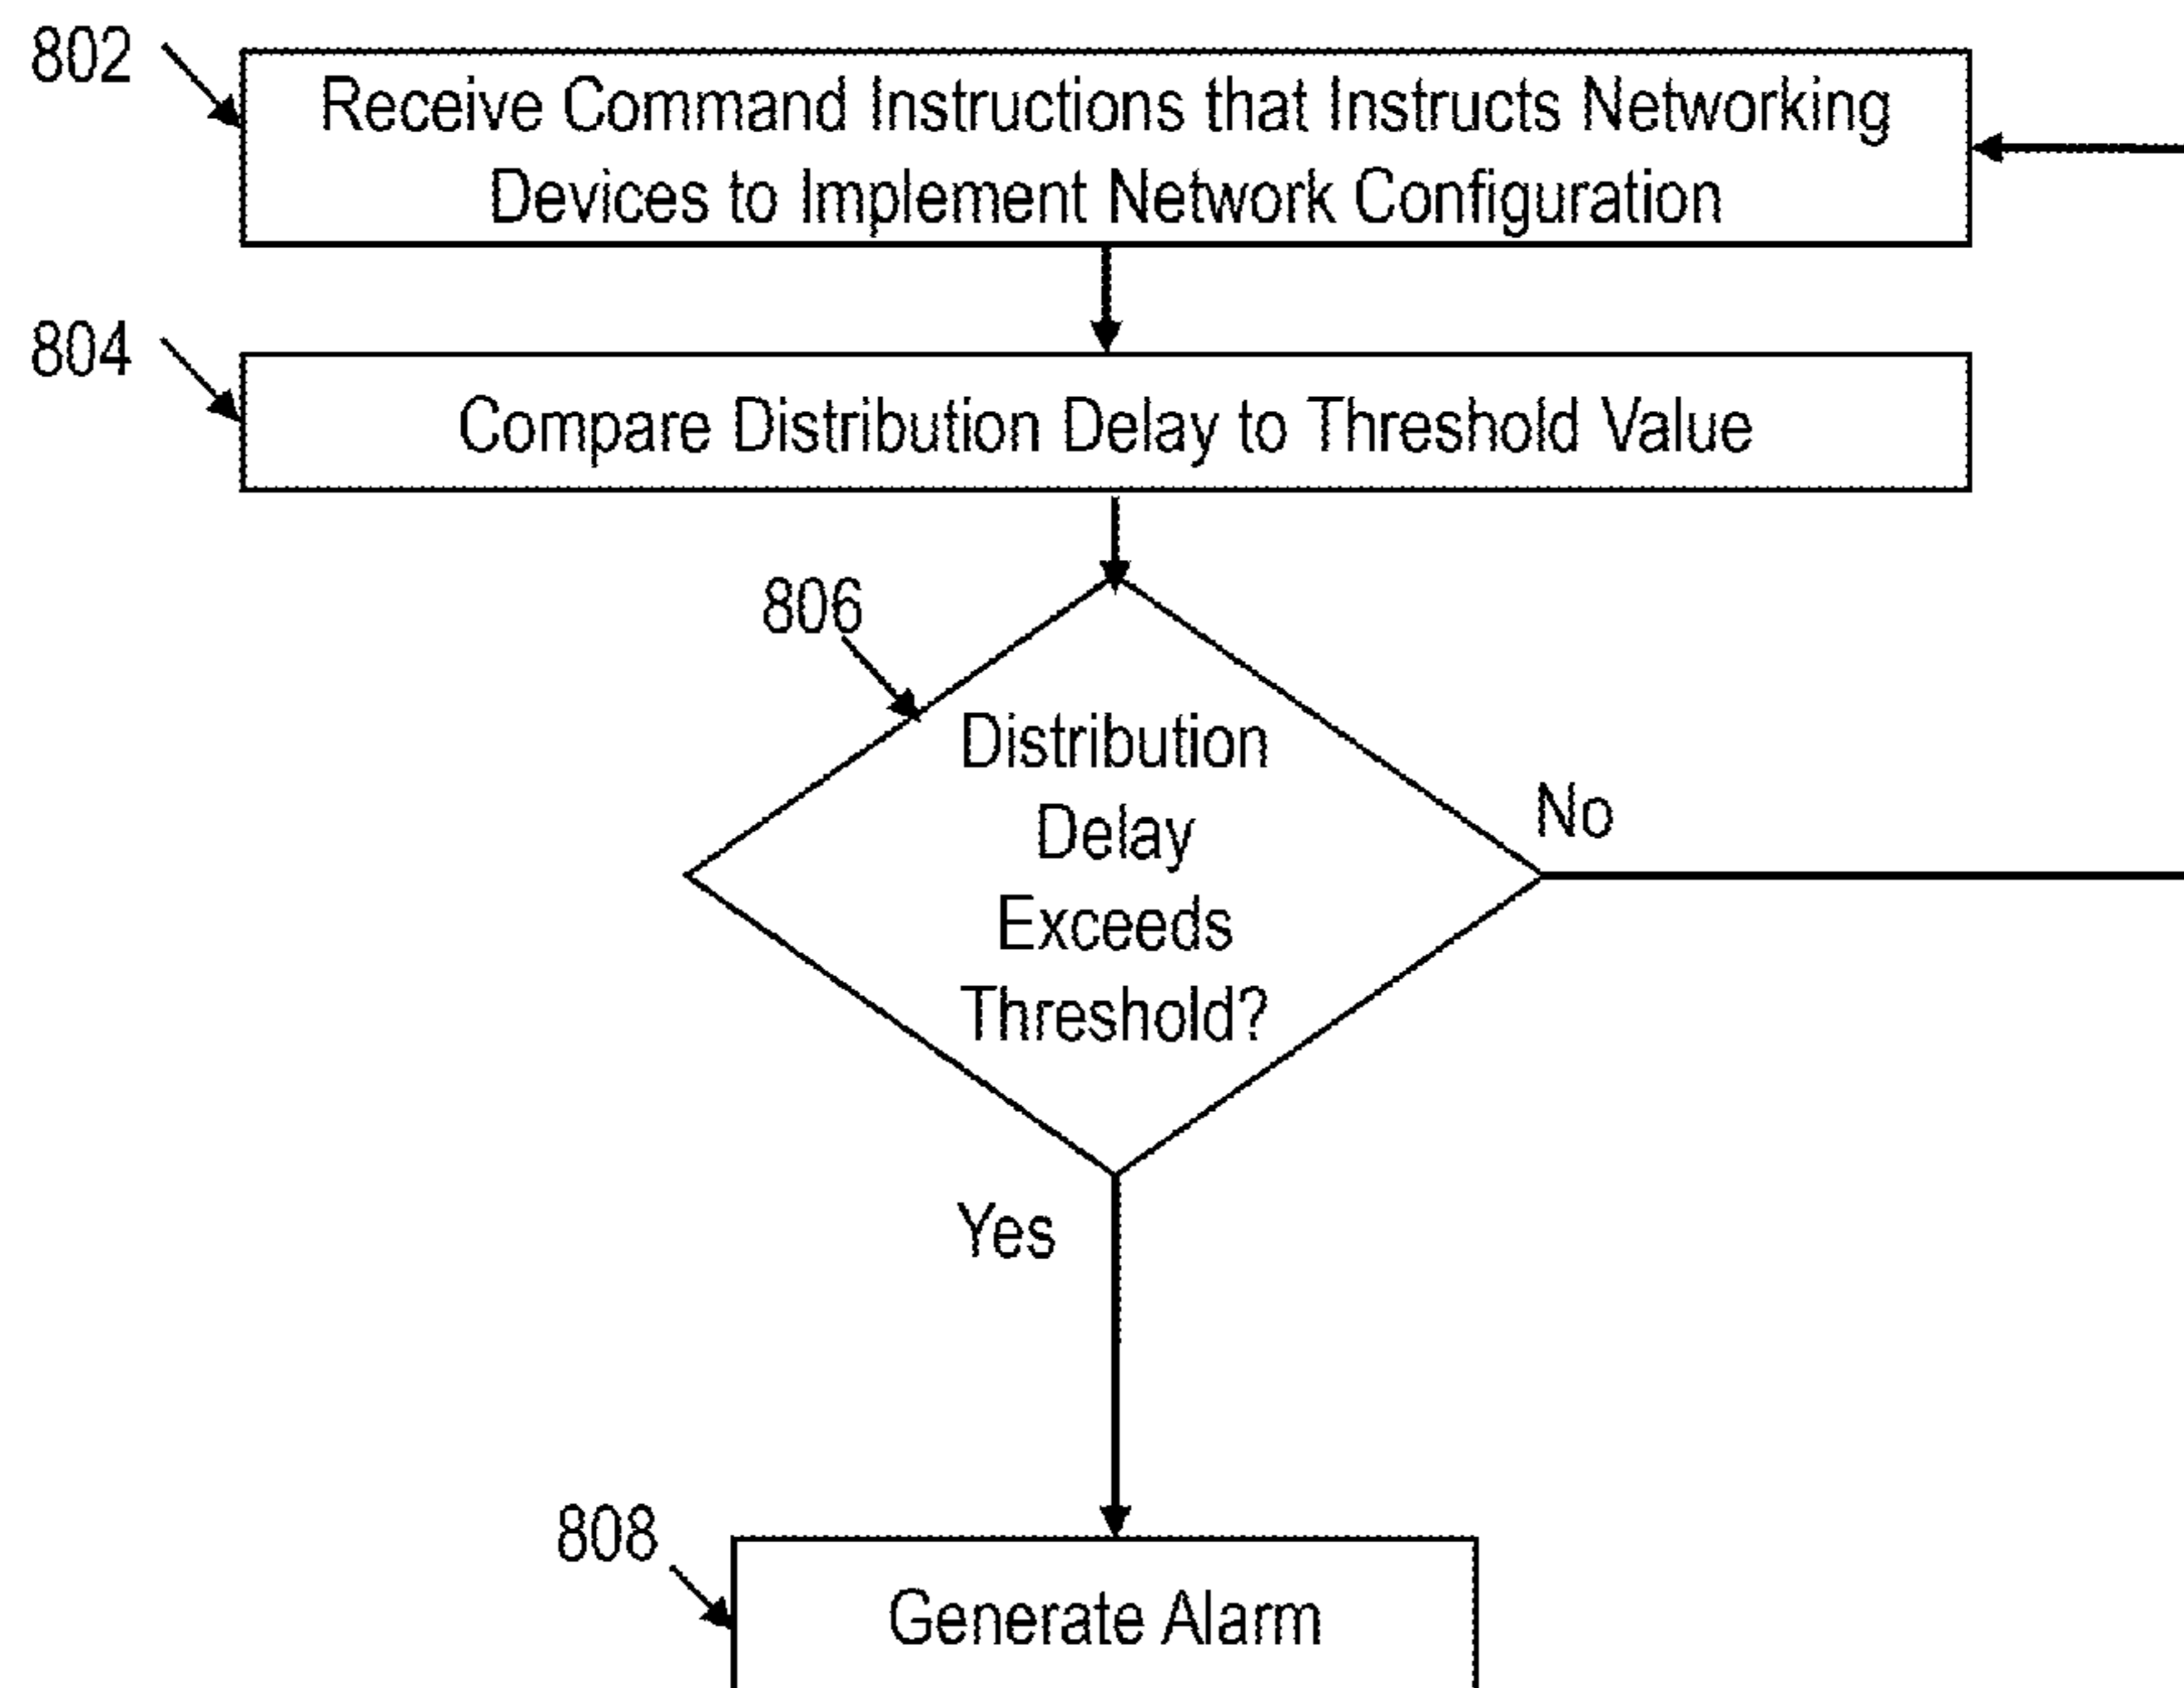 802
Receive Command Instructions that Instructs Networking
Devices to Implement Network Configuration
804
Compare Distribution Delay to Threshold Value
806
Distribution
Delay
Exceeds
Threshold?
No
Yes
808
Generate Alarm